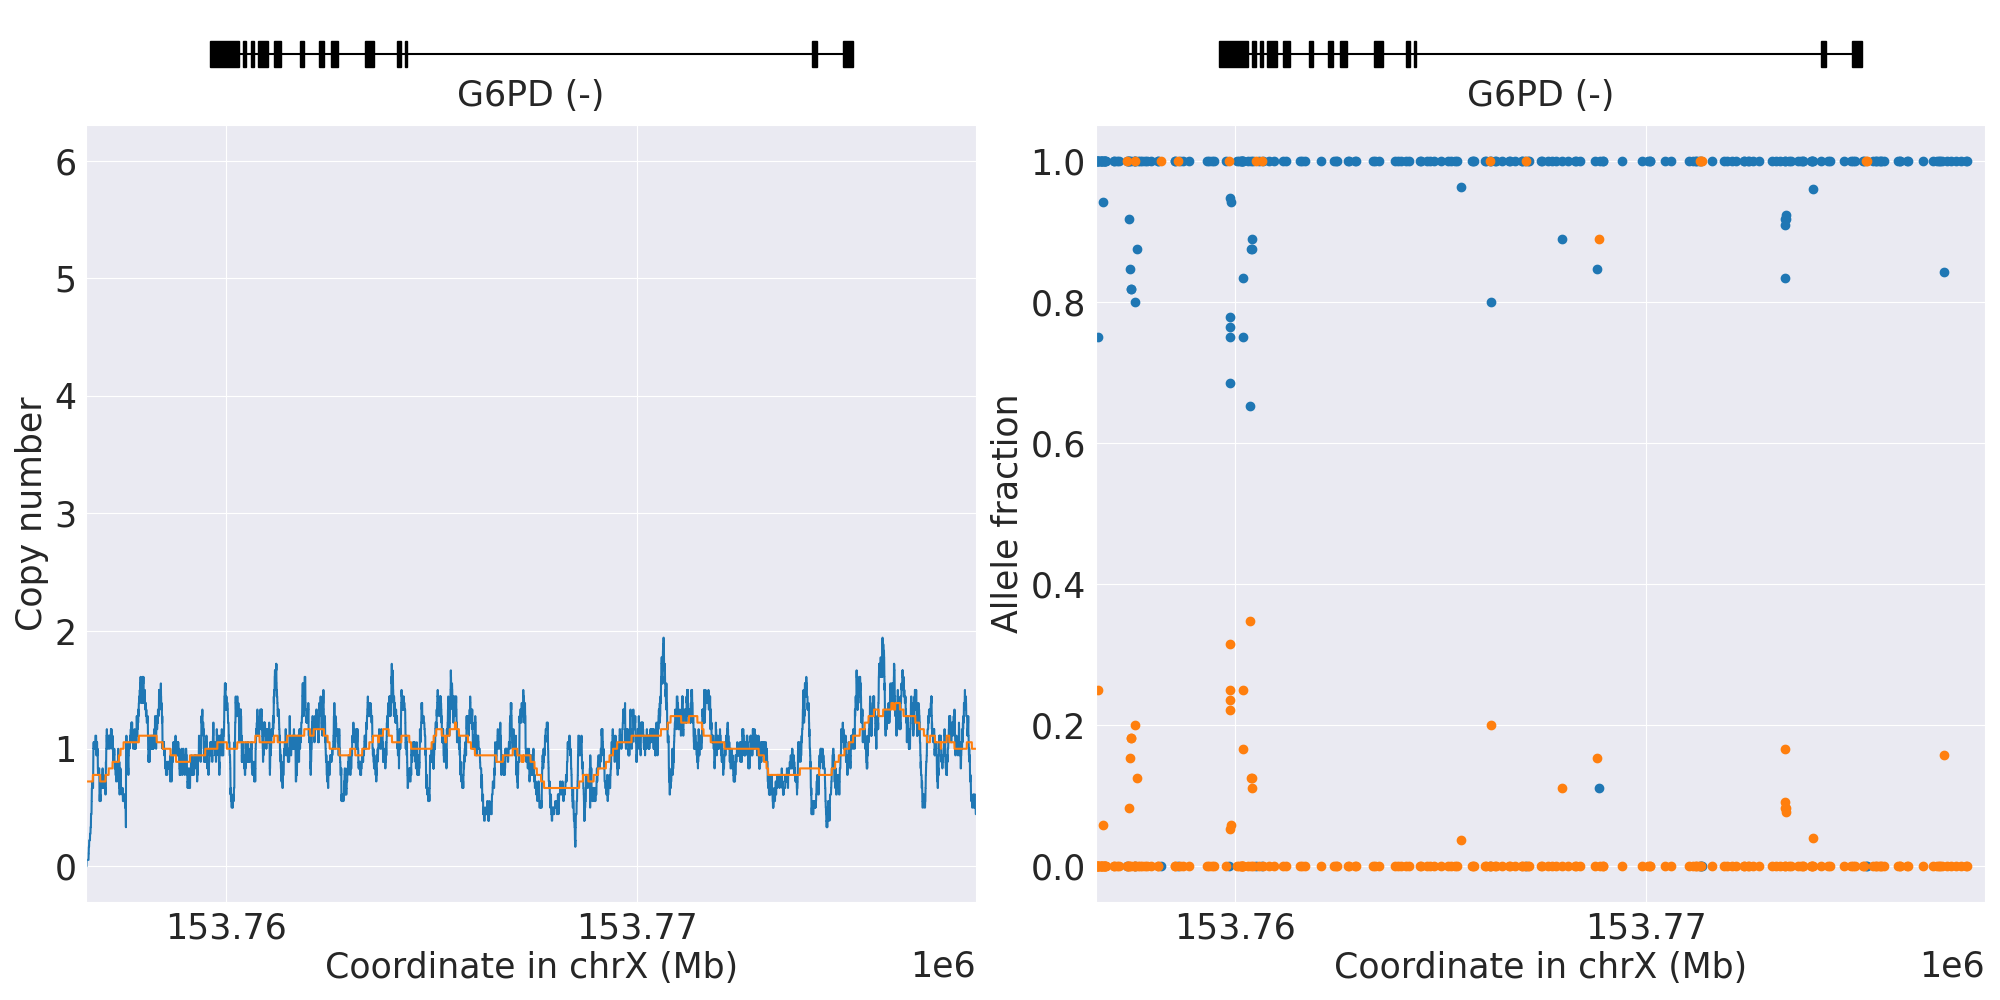 G6PD (-)
6
5
4
3
2
1
0
Copy number
153.76
153.77
Coordinate in chrX (Mb)
1e6
G6PD (-)
1.0
0.8
0.6
0.4
0.2
0.0
Allele fraction
153.76
153.77
Coordinate in chrX (Mb)
1e6